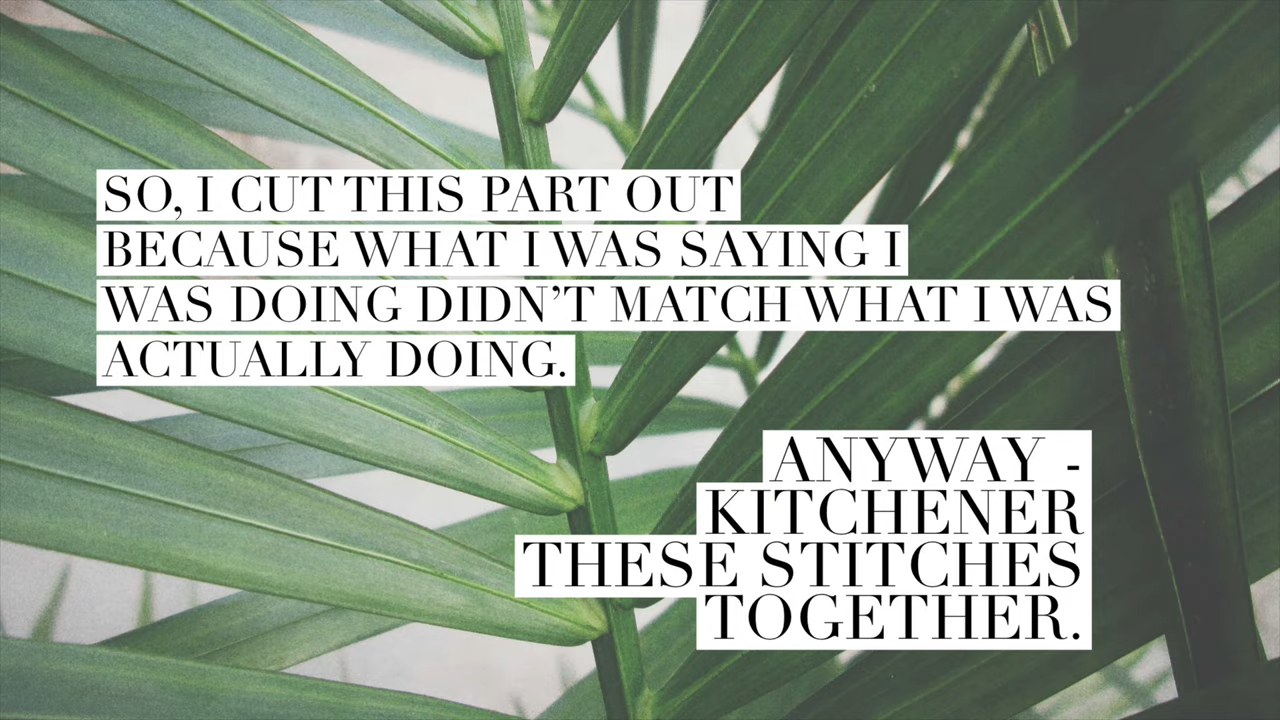 SO, I CUT THIS PART OUT
BECAUSE WHAT I WAS SAYING I
WAS DOING DIDN’T MATCH WHAT I WAS
ACTUALLY DOING.
ANYWAY -
KITCHENER
THESE STITCHES
TOGETHER.